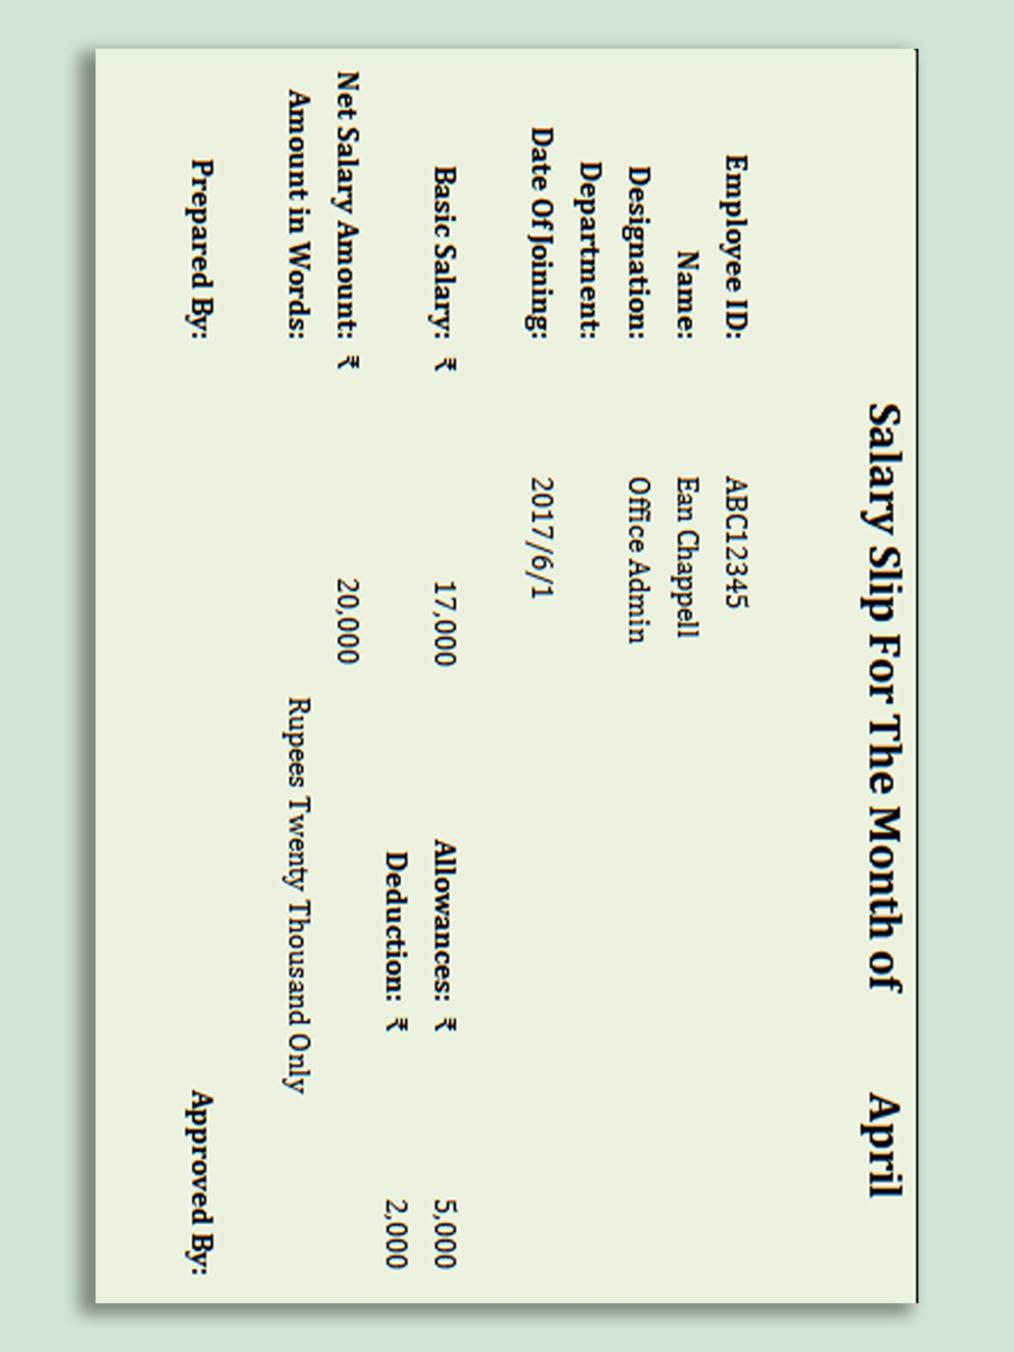 Salary Slip For The Month of April
Employee ID: ABC12345
Name: Ean Chappell
Designation: Office Admin
Department:
Date Of Joining: 2017/6/1
Basic Salary: ₹ 17,000 Allowances: ₹ 5,000
Deduction: ₹ 2,000
Net Salary Amount: ₹ 20,000
Amount in Words: Rupees Twenty Thousand Only
Prepared By: Approved By: